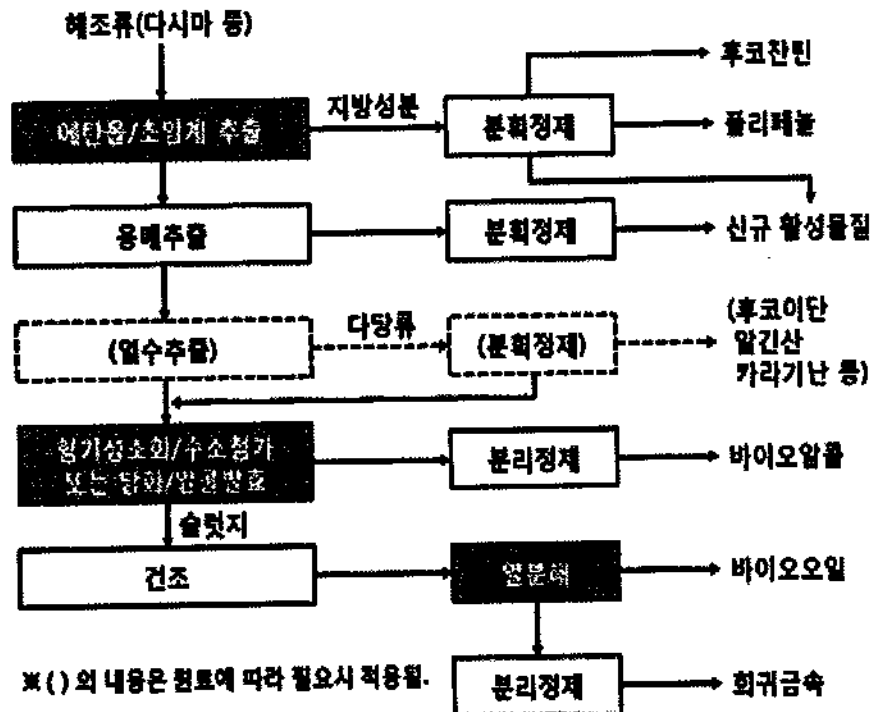 해조류(다시마 등)
에탄올/초임계 추출
지방성분
분획정제
후코잔틴
폴리페놀
용매추출
분획정제
신규 활성물질
(열수추출)
다당류
(분획정제)
(후코이단
알긴산
카라기난 등)
혐기성소화/수소첨가
또는 당화/알콜발효
분리정제
바이오알콜
슬럿지
건조
열분해
바이오오일
※ ( ) 의 내용은 원료에 따라 필요시 적용됨.
분리정제
희귀금속